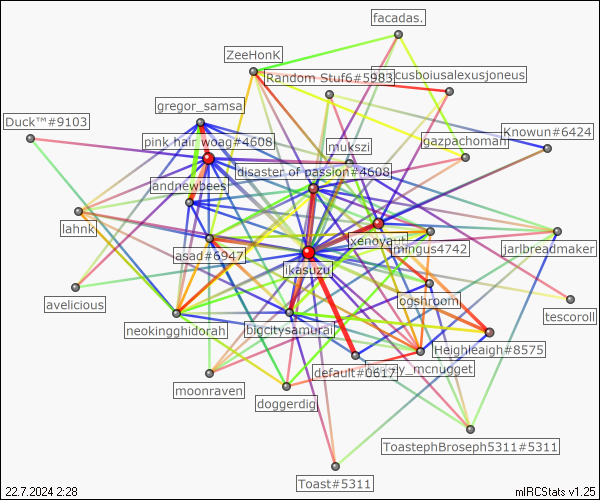 facadas.
ZeeHonK
Random Stuf6#5983
cusboiusalexusjoneus
gregor_samsa
Duck™#9103
pink hair woag#4608
mukszi
gazpachoman
Knowun#6424
disaster of passion#4608
andnewbees
lahnk
xenoyauk
mingus4742
jarlbreadmaker
asad#6947
ikasuzu
avelicious
ogshroom
tescoroll
neokingghidorah
bigcitysamurai
Heighleaigh#8575
default#0617
ly_mcnugget
moonraven
doggerdig
ToastephBroseph5311#5311
Toast#5311
22.7.2024 2:28
mIRCStats v1.25